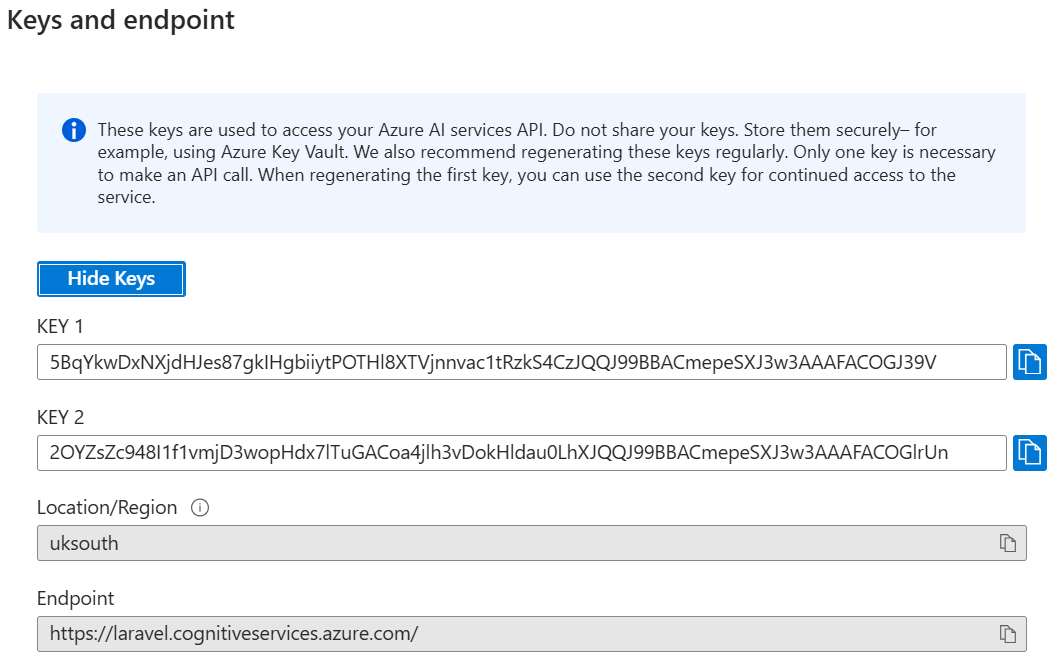 Keys and endpoint
These keys are used to access your Azure AI services API. Do not share your keys. Store them securely– for
example, using Azure Key Vault. We also recommend regenerating these keys regularly. Only one key is necessary
to make an API call. When regenerating the first key, you can use the second key for continued access to the
service.
Hide Keys
KEY 1
KEY 2
Location/Region
uksouth
Endpoint
https://laravel.cognitiveservices.azure.com/